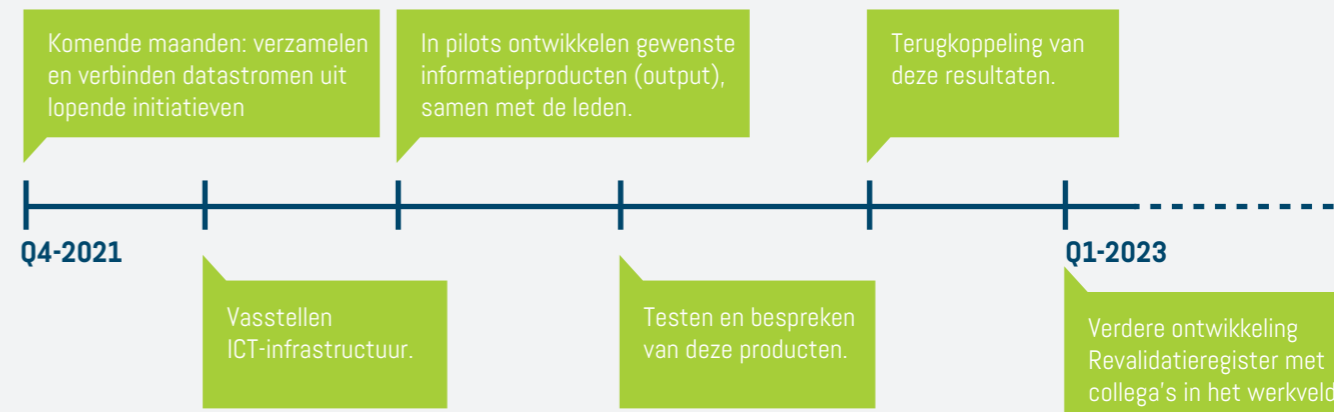 Komende maanden: verzamelen
en verbinden datastromen uit
lopende initiatieven
In pilots ontwikkelen gewenste
informatieproducten (output),
samen met de leden.
Terugkoppeling van
deze resultaten.
Q4-2021
Q1-2023
Vasstellen
ICT-infrastructuur.
Testen en bespreken
van deze producten.
Verdere ontwikkeling
Revalidatieregister met
collega's in het werkveld